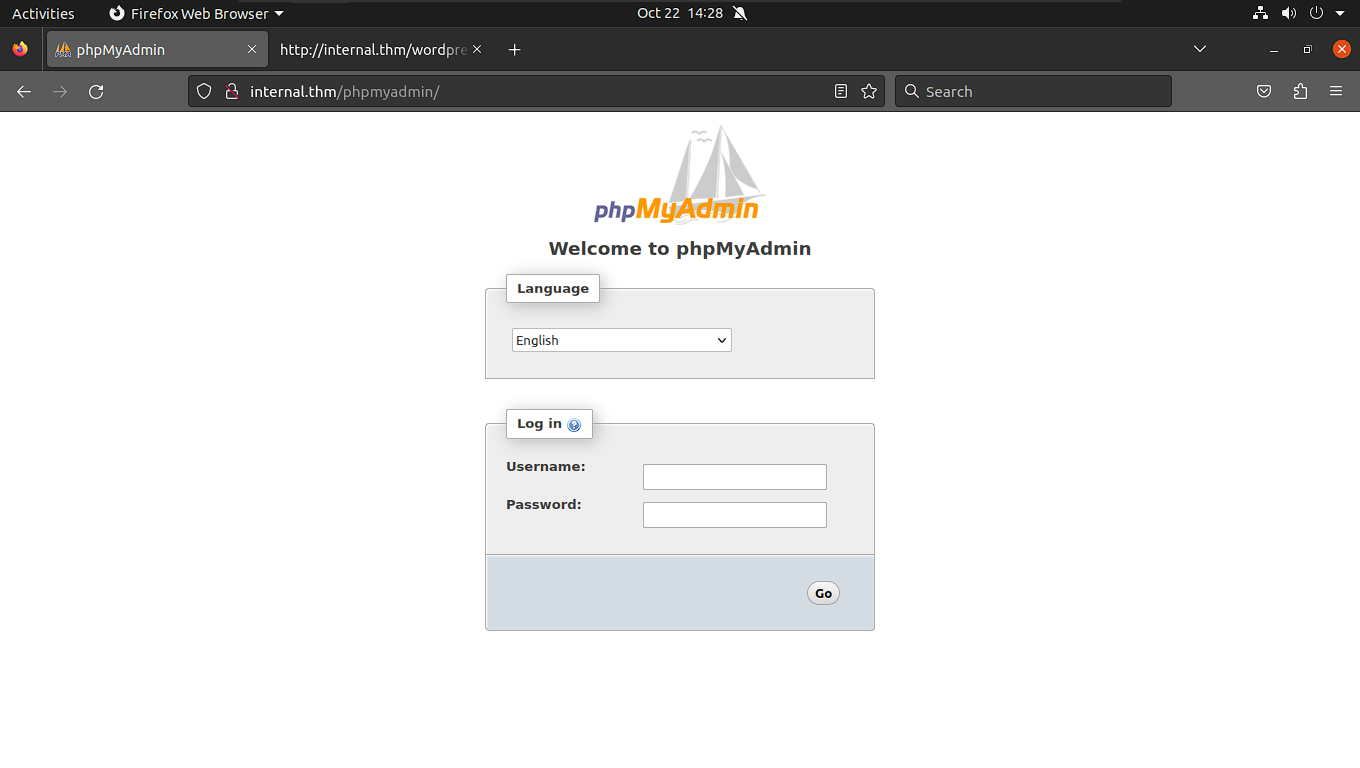 Activities Firefox Web Browser Oct 22 14:28
phpMyAdmin http://internal.thm/wordpre
internal.thm/phpmyadmin/ Search
phpMyAdmin
Welcome to phpMyAdmin
Language
English
Log in
Username:
Password:
Go